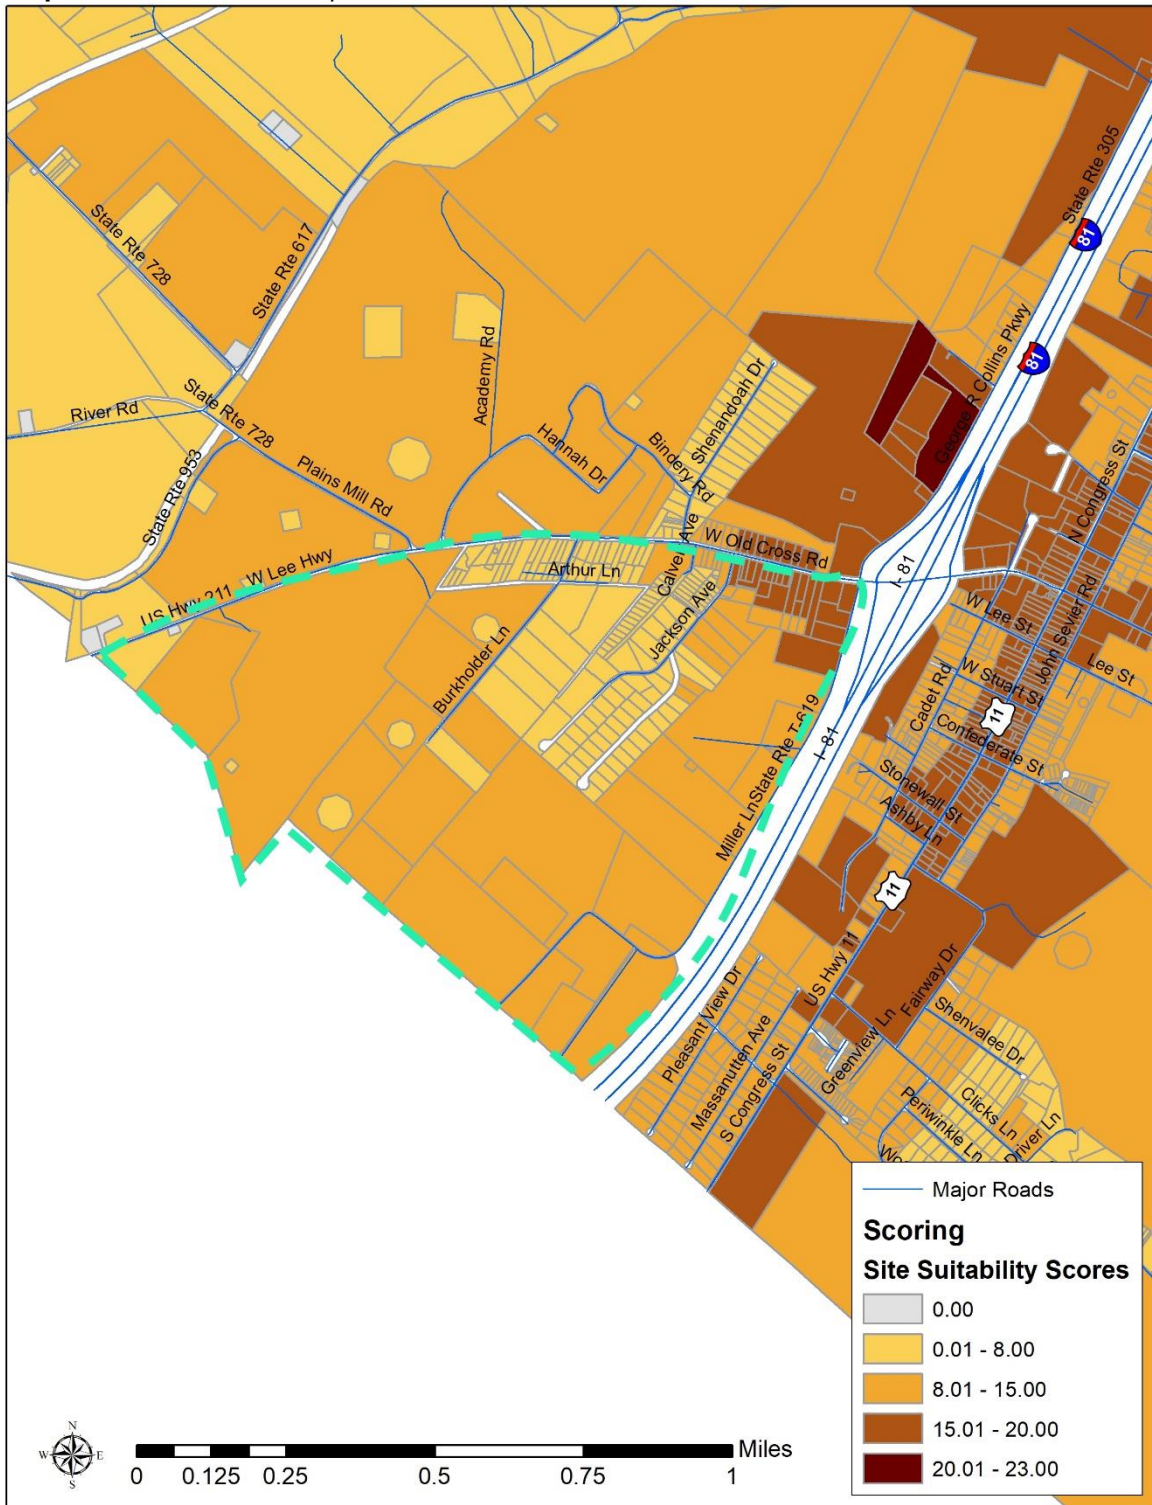 State Rte 305
81
State Rte 728
State Rte 617
81
George R Collins Pkwy
Academy Rd
Shenandoah Dr
River Rd
State Rte 728
Hannah Dr
Bindery Rd
N Congress St
State Rte 953
Plains Mill Rd
W Old Cross Rd
Calvert Ave
I- 81
US Hwy 211
W Lee Hwy
Arthur Ln
W Lee St
John Sevier Rd
Jackson Ave
Lee St
Burkholder Ln
W Stuart St
Cadet Rd
11
Confederate St
I- 81
Miller Ln
State Rte T-619
Stonewall St
Ashby Ln
11
US Hwy 11
Fairway Dr
Pleasant View Dr
Massanutten Ave
Shenvalee Dr
Greenview Ln
S Congress St
Clicks Ln
Periwinkle Ln
Driver Ln
Major Roads
Scoring
Site Suitability Scores
0.00
0.01 - 8.00
8.01 - 15.00
15.01 - 20.00
20.01 - 23.00
N
W E
S
Miles
0 0.125 0.25 0.5 0.75 1